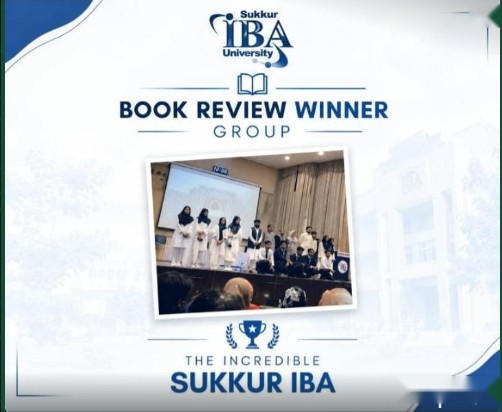 Sukkur
IBA
University
BOOK REVIEW WINNER
GROUP
THE INCREDIBLE
SUKKUR IBA